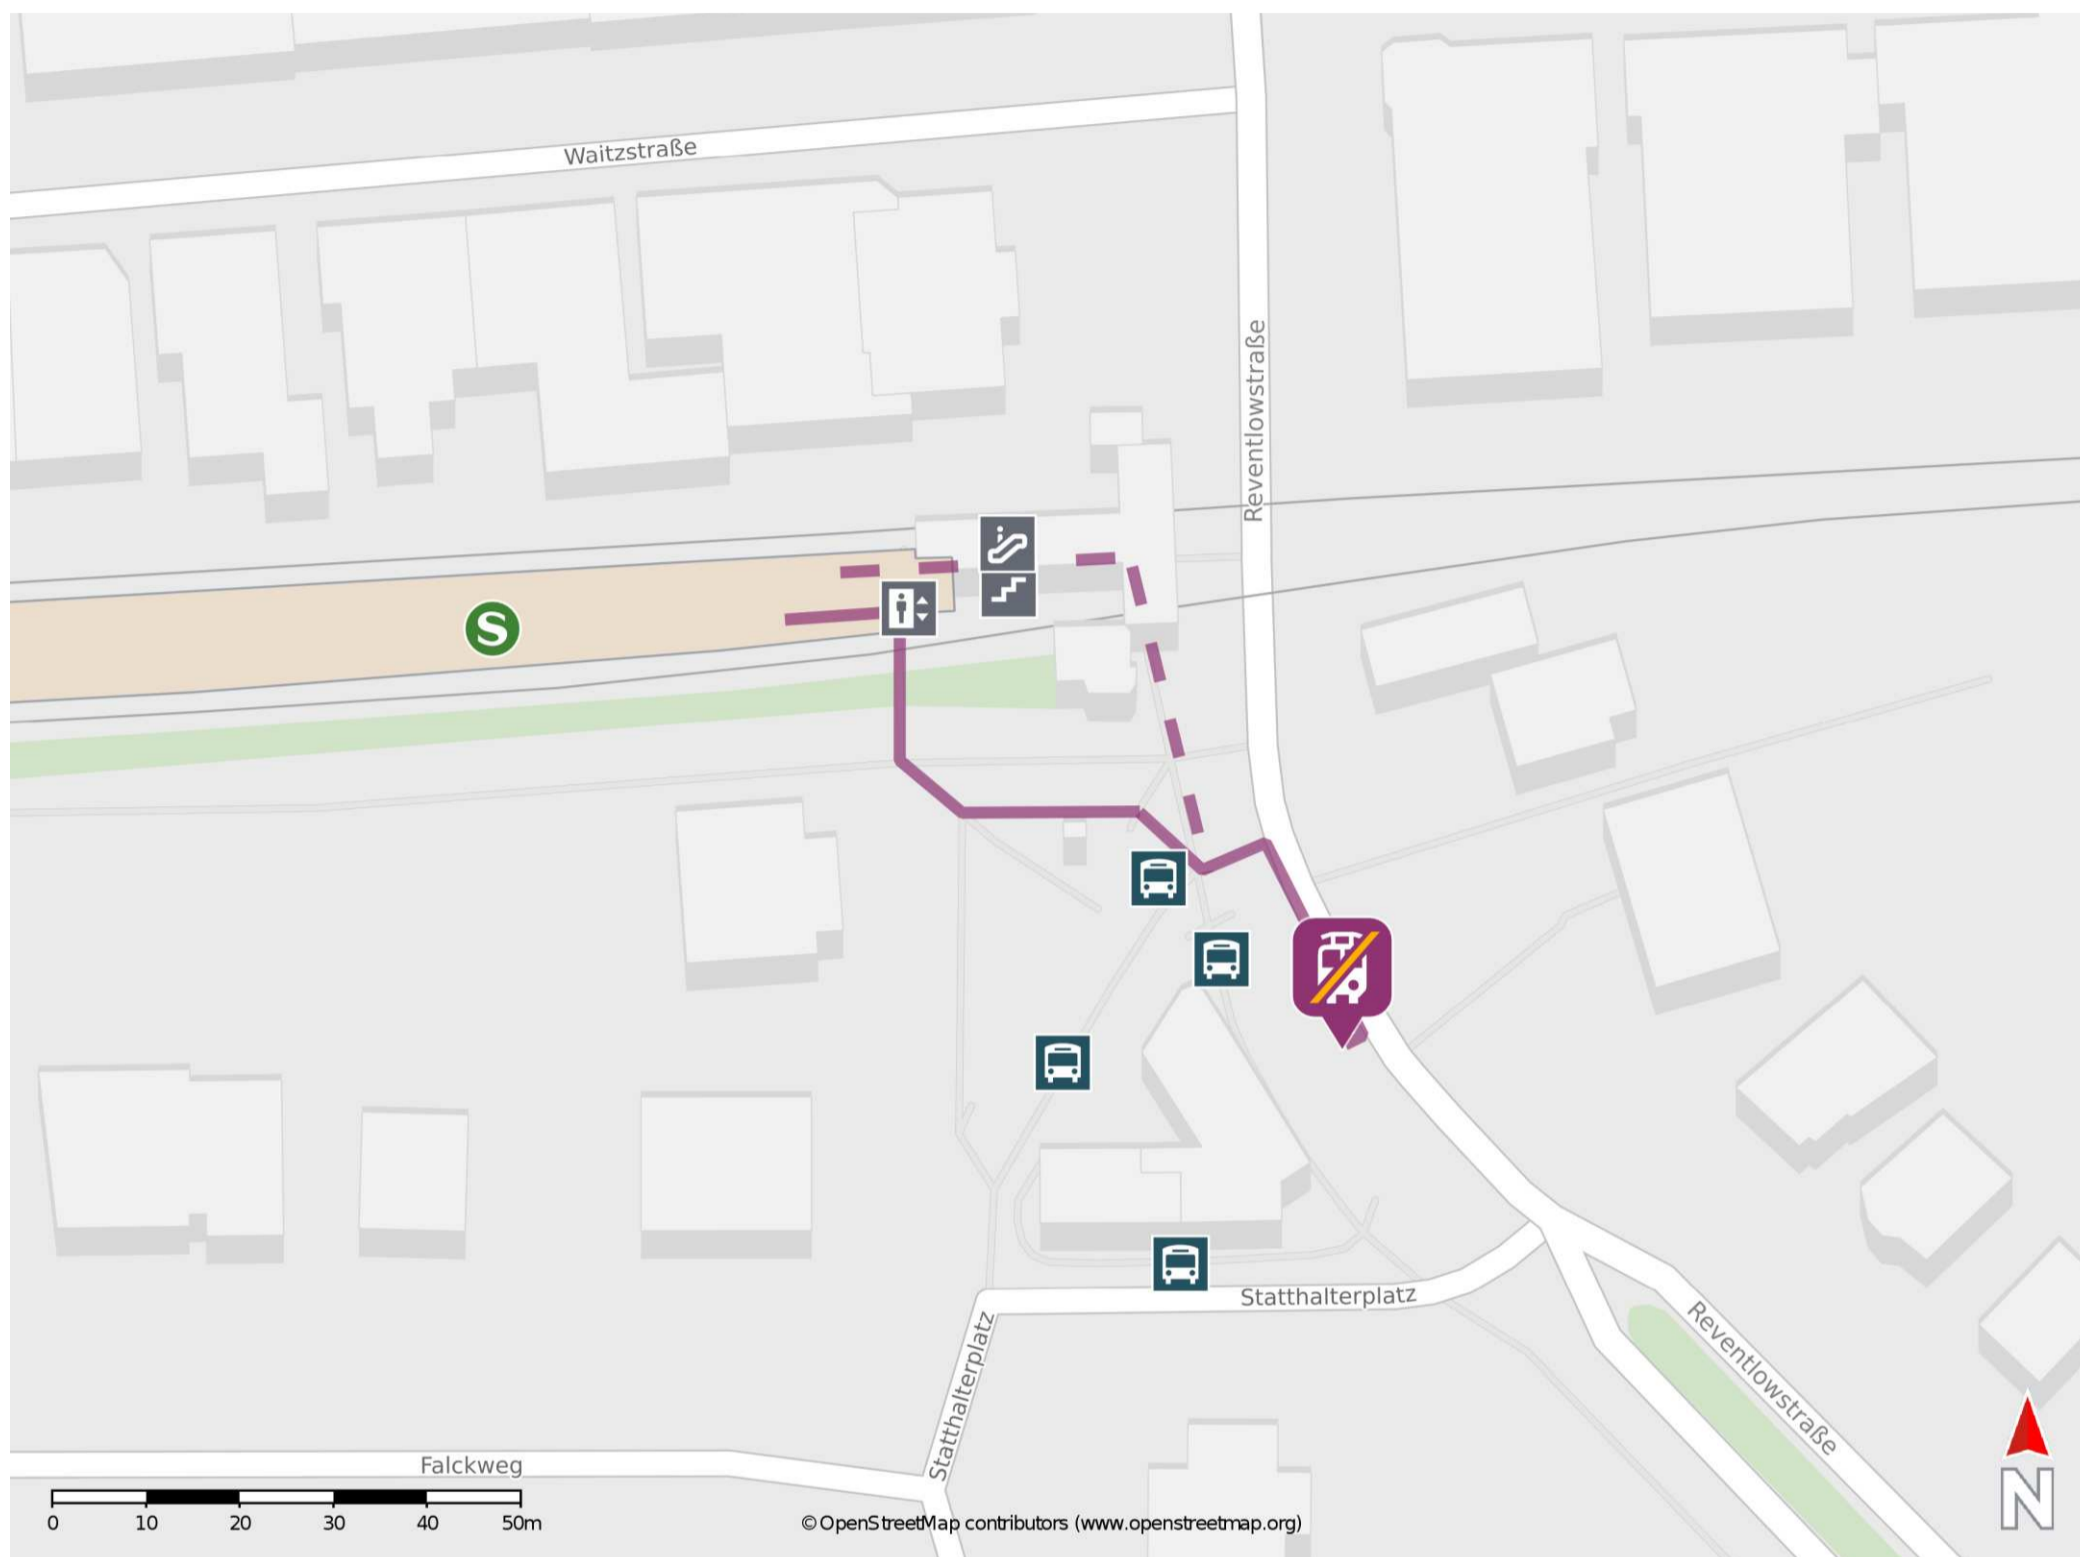 Waitzstraße
Reventlowstraße
S
Statthalterplatz
Statthalterplatz
Reventlowstraße
Falckweg
0 10 20 30 40 50m
© OpenStreetMap contributors (www.openstreetmap.org)
N